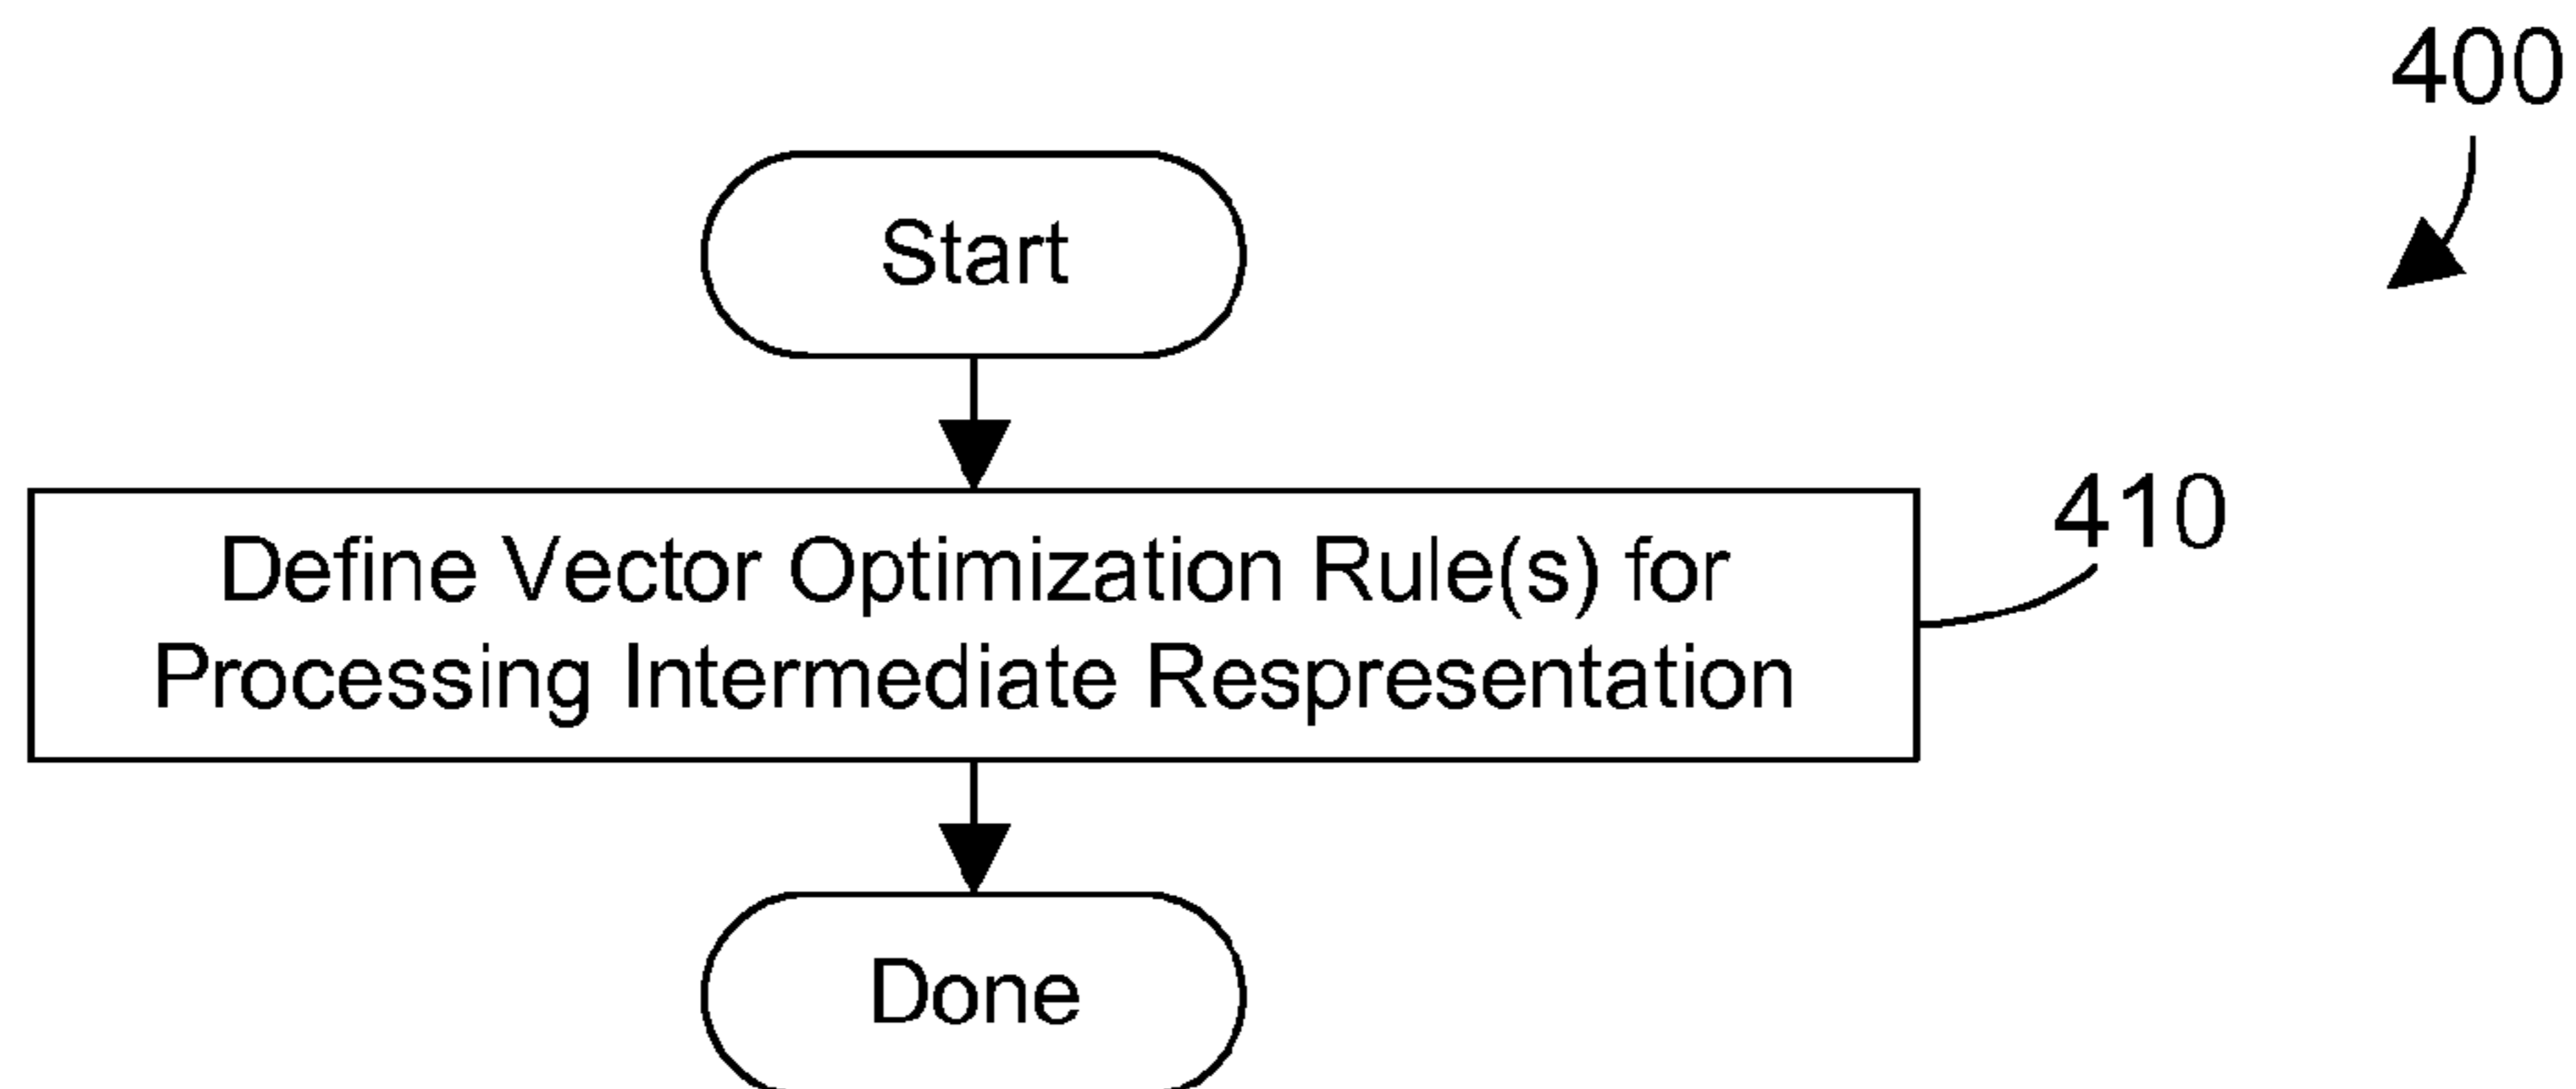 400
Start
410
Define Vector Optimization Rule(s) for
Processing Intermediate Respresentation
Done